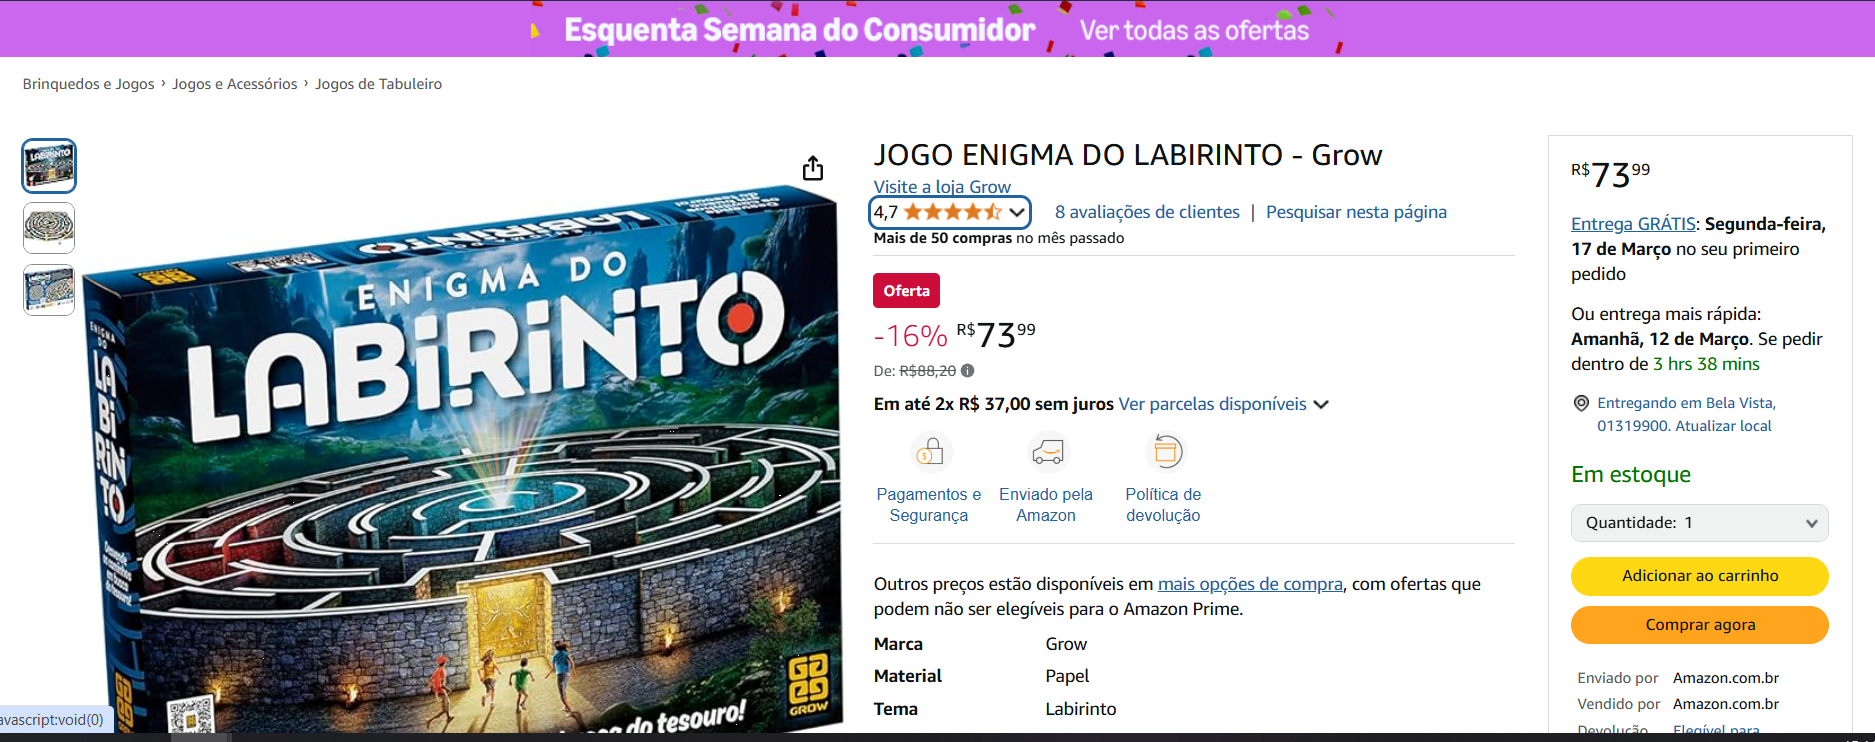 Esquenta Semana do Consumidor Ver todas as ofertas
Brinquedos e Jogos › Jogos e Acessórios › Jogos de Tabuleiro
LABIRINTO
ENIGMA DO
LABIRINTO
ENIGMA DO
LABIRINTO
GROW
do tesouro!
JOGO ENIGMA DO LABIRINTO - Grow
Visite a loja Grow
4,7
8 avaliações de clientes | Pesquisar nesta página
Mais de 50 compras no mês passado
Oferta
-16% R$73 99
De: R$88,20
Em até 2x R$ 37,00 sem juros Ver parcelas disponíveis
Pagamentos e
Segurança
Enviado pela
Amazon
Política de
devolução
Outros preços estão disponíveis em mais opções de compra, com ofertas que
podem não ser elegíveis para o Amazon Prime.
Marca Grow
Material Papel
Tema Labirinto
R$73 99
Entrega GRÁTIS: Segunda-feira,
17 de Março no seu primeiro
pedido
Ou entrega mais rápida:
Amanhã, 12 de Março. Se pedir
dentro de 3 hrs 38 mins
Entregando em Bela Vista,
01319900. Atualizar local
Em estoque
Quantidade: 1
Adicionar ao carrinho
Comprar agora
Enviado por Amazon.com.br
Vendido por Amazon.com.br
Devolução Elegível para
avascript:void(0)